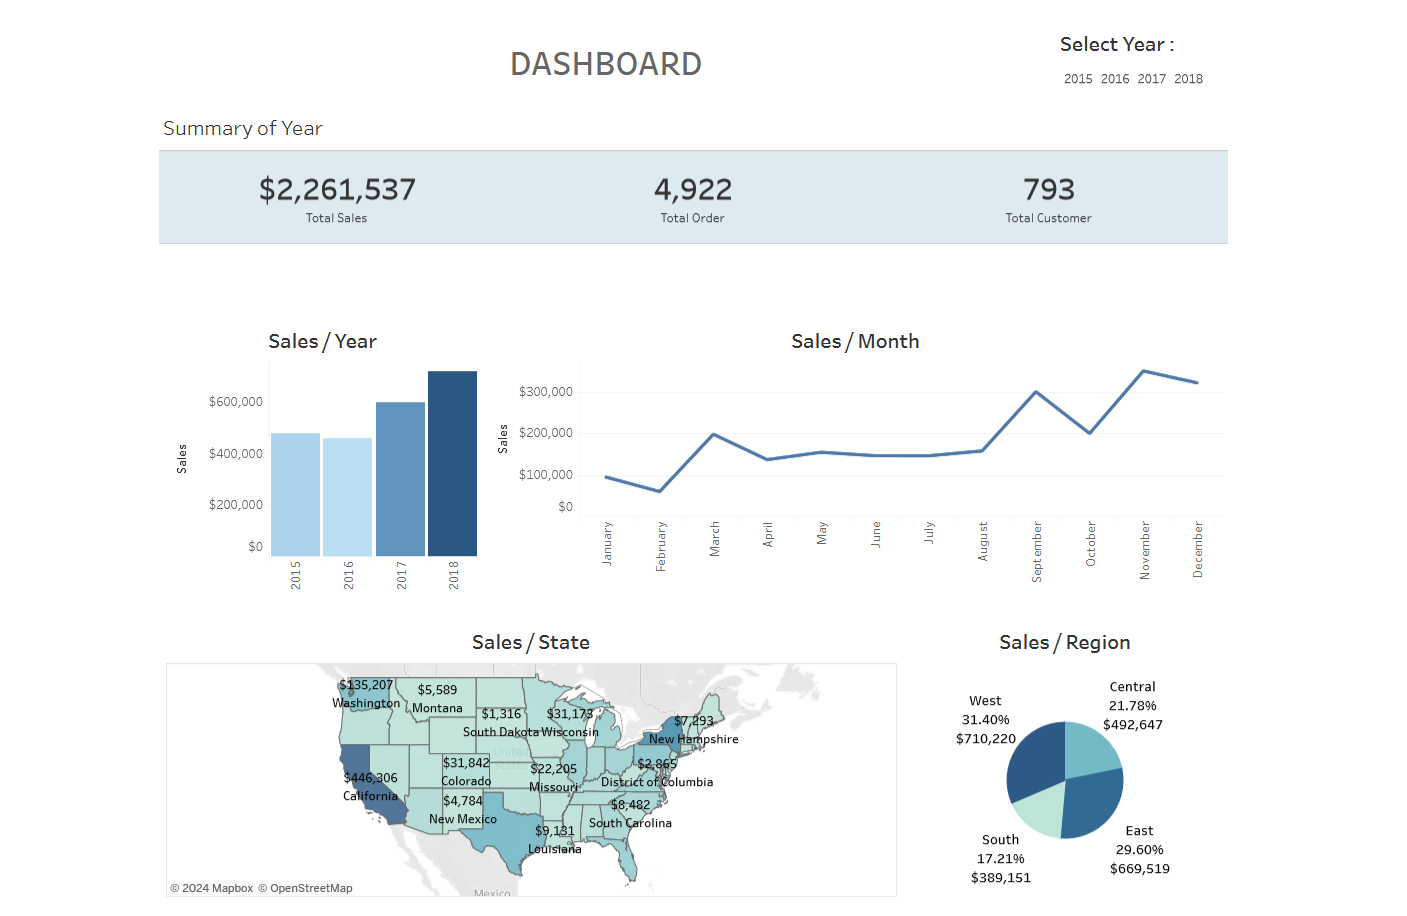 DASHBOARD
Select Year :
2015 2016 2017 2018
Summary of Year
$2,261,537
Total Sales
4,922
Total Order
793
Total Customer
Sales / Year
Sales
$600,000
$400,000
$200,000
$0
2015
2016
2017
2018
Sales / Month
Sales
$300,000
$200,000
$100,000
$0
January
February
March
April
May
June
July
August
September
October
November
December
Sales / State
$135,207
Washington
$5,589
Montana
$1,316
South Dakota
$31,173
Wisconsin
$7,293
New Hampshire
United
States
$446,306
California
$31,842
Colorado
$22,205
Missouri
$2,865
District of Columbia
$4,784
New Mexico
$8,482
South Carolina
$9,131
Louisiana
Mexico
© 2024 Mapbox © OpenStreetMap
Sales / Region
West
31.40%
$710,220
Central
21.78%
$492,647
South
17.21%
$389,151
East
29.60%
$669,519